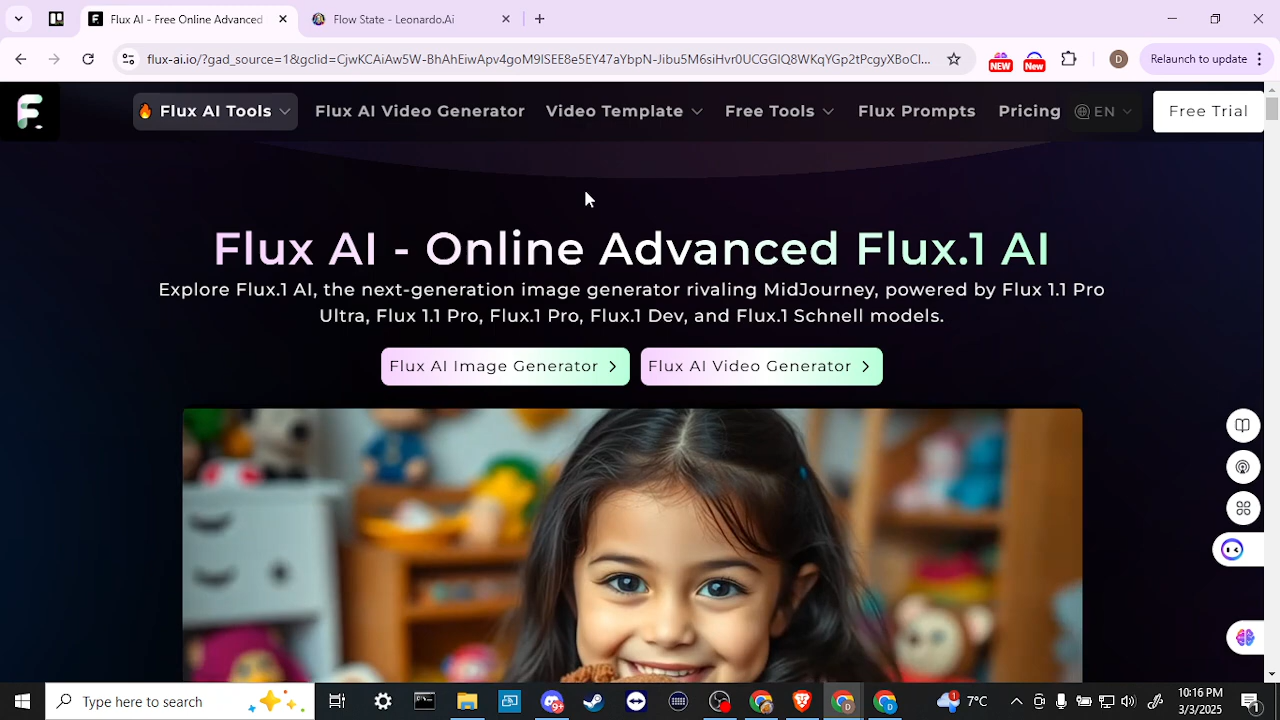 Flux AI - Free Online Advanced
Flow State - Leonardo.Ai
flux-ai.io/?gad_source=1&gclid=CjwKCAiAw5W-BhAhEiwApv4goM9ISEBe5EY47aYbpN-Jibu5M6siHvr0UCGGIQ8WKqYGp2tPcgyXBoCl...
NEW
New
D
Relaunch to update
F.
Flux AI Tools
Flux AI Video Generator
Video Template
Free Tools
Flux Prompts
Pricing
EN
Free Trial
Flux AI - Online Advanced Flux.1 AI
Explore Flux.1 AI, the next-generation image generator rivaling MidJourney, powered by Flux 1.1 Pro
Ultra, Flux 1.1 Pro, Flux.1 Pro, Flux.1 Dev, and Flux.1 Schnell models.
Flux AI Image Generator
Flux AI Video Generator
Type here to search
1
77°C
10:16 PM
3/3/2025
1